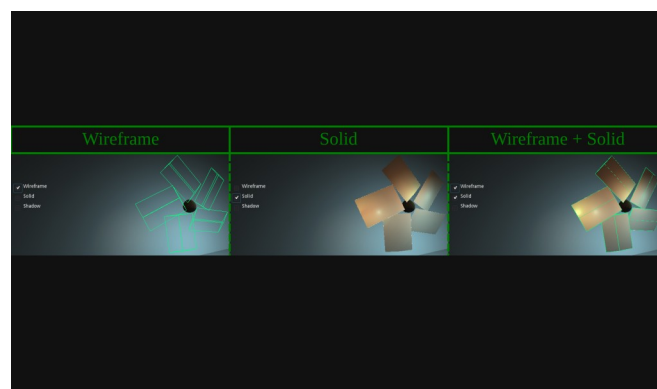 Wireframe
Solid
Wireframe + Solid
Wireframe
Solid
Shadow
Wireframe
Solid
Shadow
Wireframe
Solid
Shadow